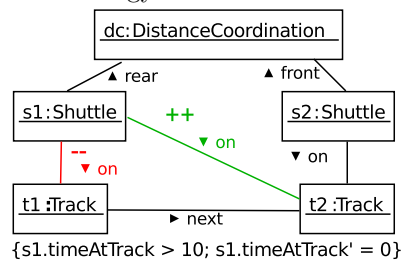 dc:DistanceCoordination
▲ rear
▲ front
s1:Shuttle
++
s2:Shuttle
▼ on
--
▼ on
▼ on
t1:Track
► next
t2:Track
{s1.timeAtTrack > 10; s1.timeAtTrack' = 0}